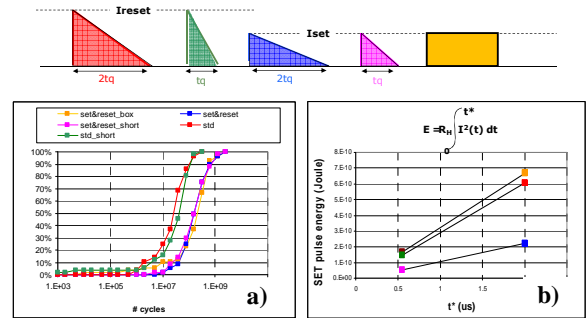 Ireset
Iset
2tq
tq
2tq
tq
set&reset_box
set&reset
set&reset_short
std
std_short
100%
90%
80%
70%
60%
50%
40%
30%
20%
10%
0%
1.E+03
1.E+05
1.E+07
1.E+09
# cycles
a)
t*
E =RH ∫ I²(t) dt
0
SET pulse energy (Joule)
8.E-10
7.E-10
6.E-10
5.E-10
4.E-10
3.E-10
2.E-10
1.E-10
0.E+00
0
0.5
1
1.5
2
t* (us)
b)